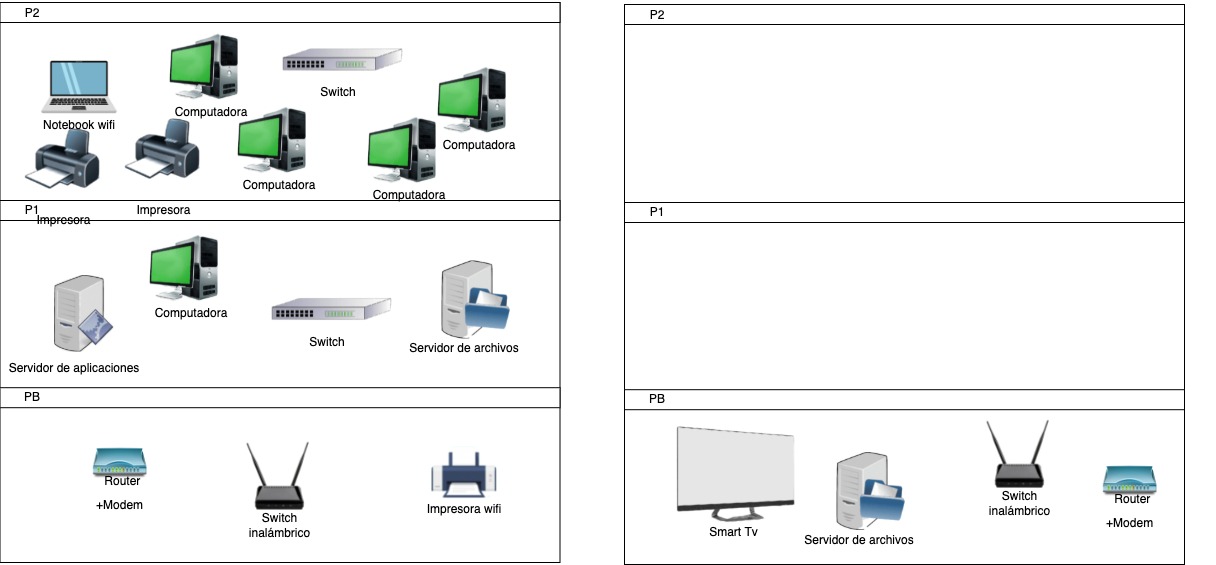 P2
Notebook wifi
Computadora
Switch
Computadora
Computadora
Computadora
P1
Impresora
Impresora
Servidor de aplicaciones
Computadora
Switch
Servidor de archivos
PB
Router
+Modem
Switch
inalámbrico
Impresora wifi
P2
P1
PB
Smart Tv
Servidor de archivos
Switch
inalámbrico
Router
+Modem